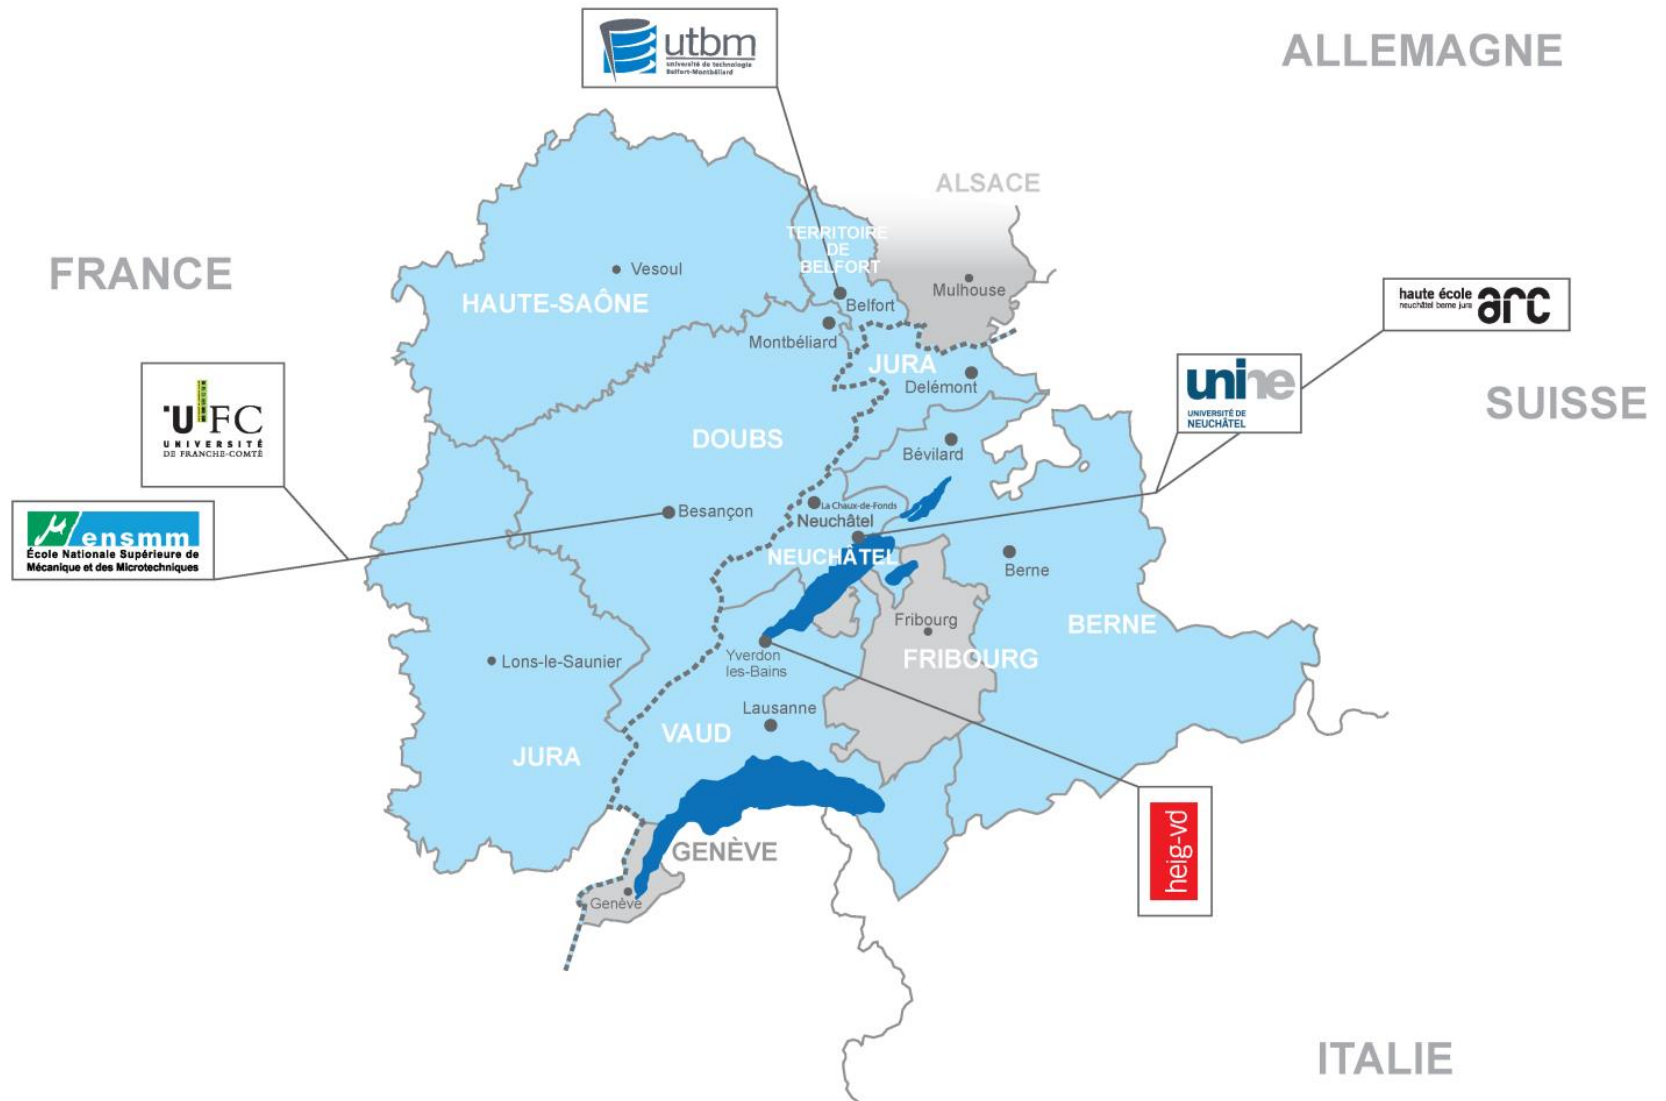 utbm
université de technologie
Belfort-Montbéliard
ALLEMAGNE
ALSACE
TERRITOIRE
DE
BELFORT
FRANCE
Vesoul
HAUTE-SAÔNE
Mulhouse
Belfort
haute école
neuchâtel berne jura
arc
Montbéliard
JURA
Delémont
unine
UNIVERSITÉ DE
NEUCHÂTEL
SUISSE
UFC
UNIVERSITÉ
DE FRANCHE-COMTÉ
DOUBS
Bévilard
La Chaux-de-Fonds
Besançon
Neuchâtel
µ ensmm
École Nationale Supérieure de
Mécanique et des Microtechniques
NEUCHÂTEL
Berne
Fribourg
BERNE
Yverdon
les-Bains
FRIBOURG
Lons-le-Saunier
Lausanne
VAUD
JURA
heig-vd
GENÈVE
Genève
ITALIE